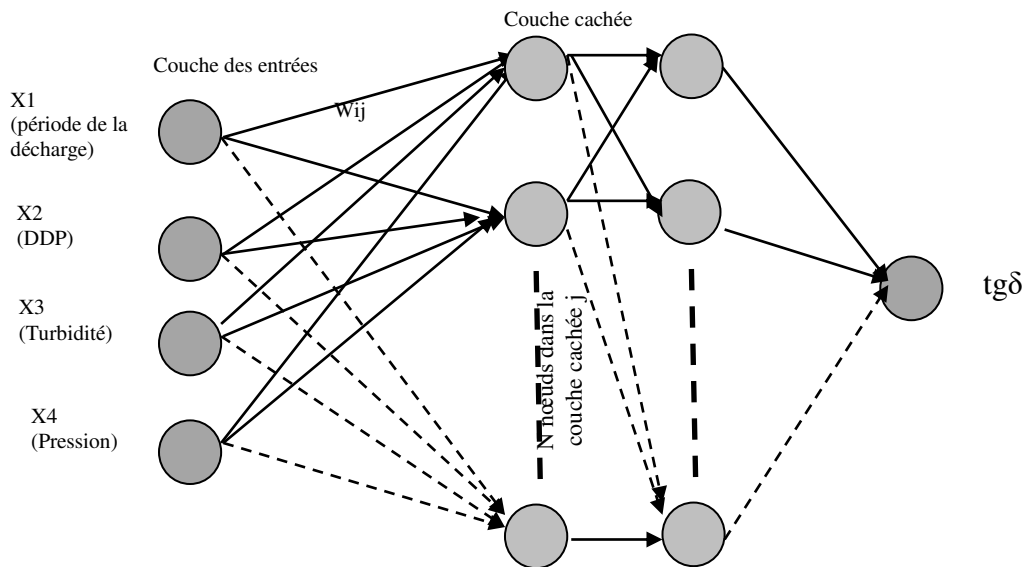 Couche cachée
Couche des entrées
X1
(période de la
décharge)
Wij
X2
(DDP)
X3
(Turbidité)
X4
(Pression)
N nœuds dans la
couche cachée j
tgδ